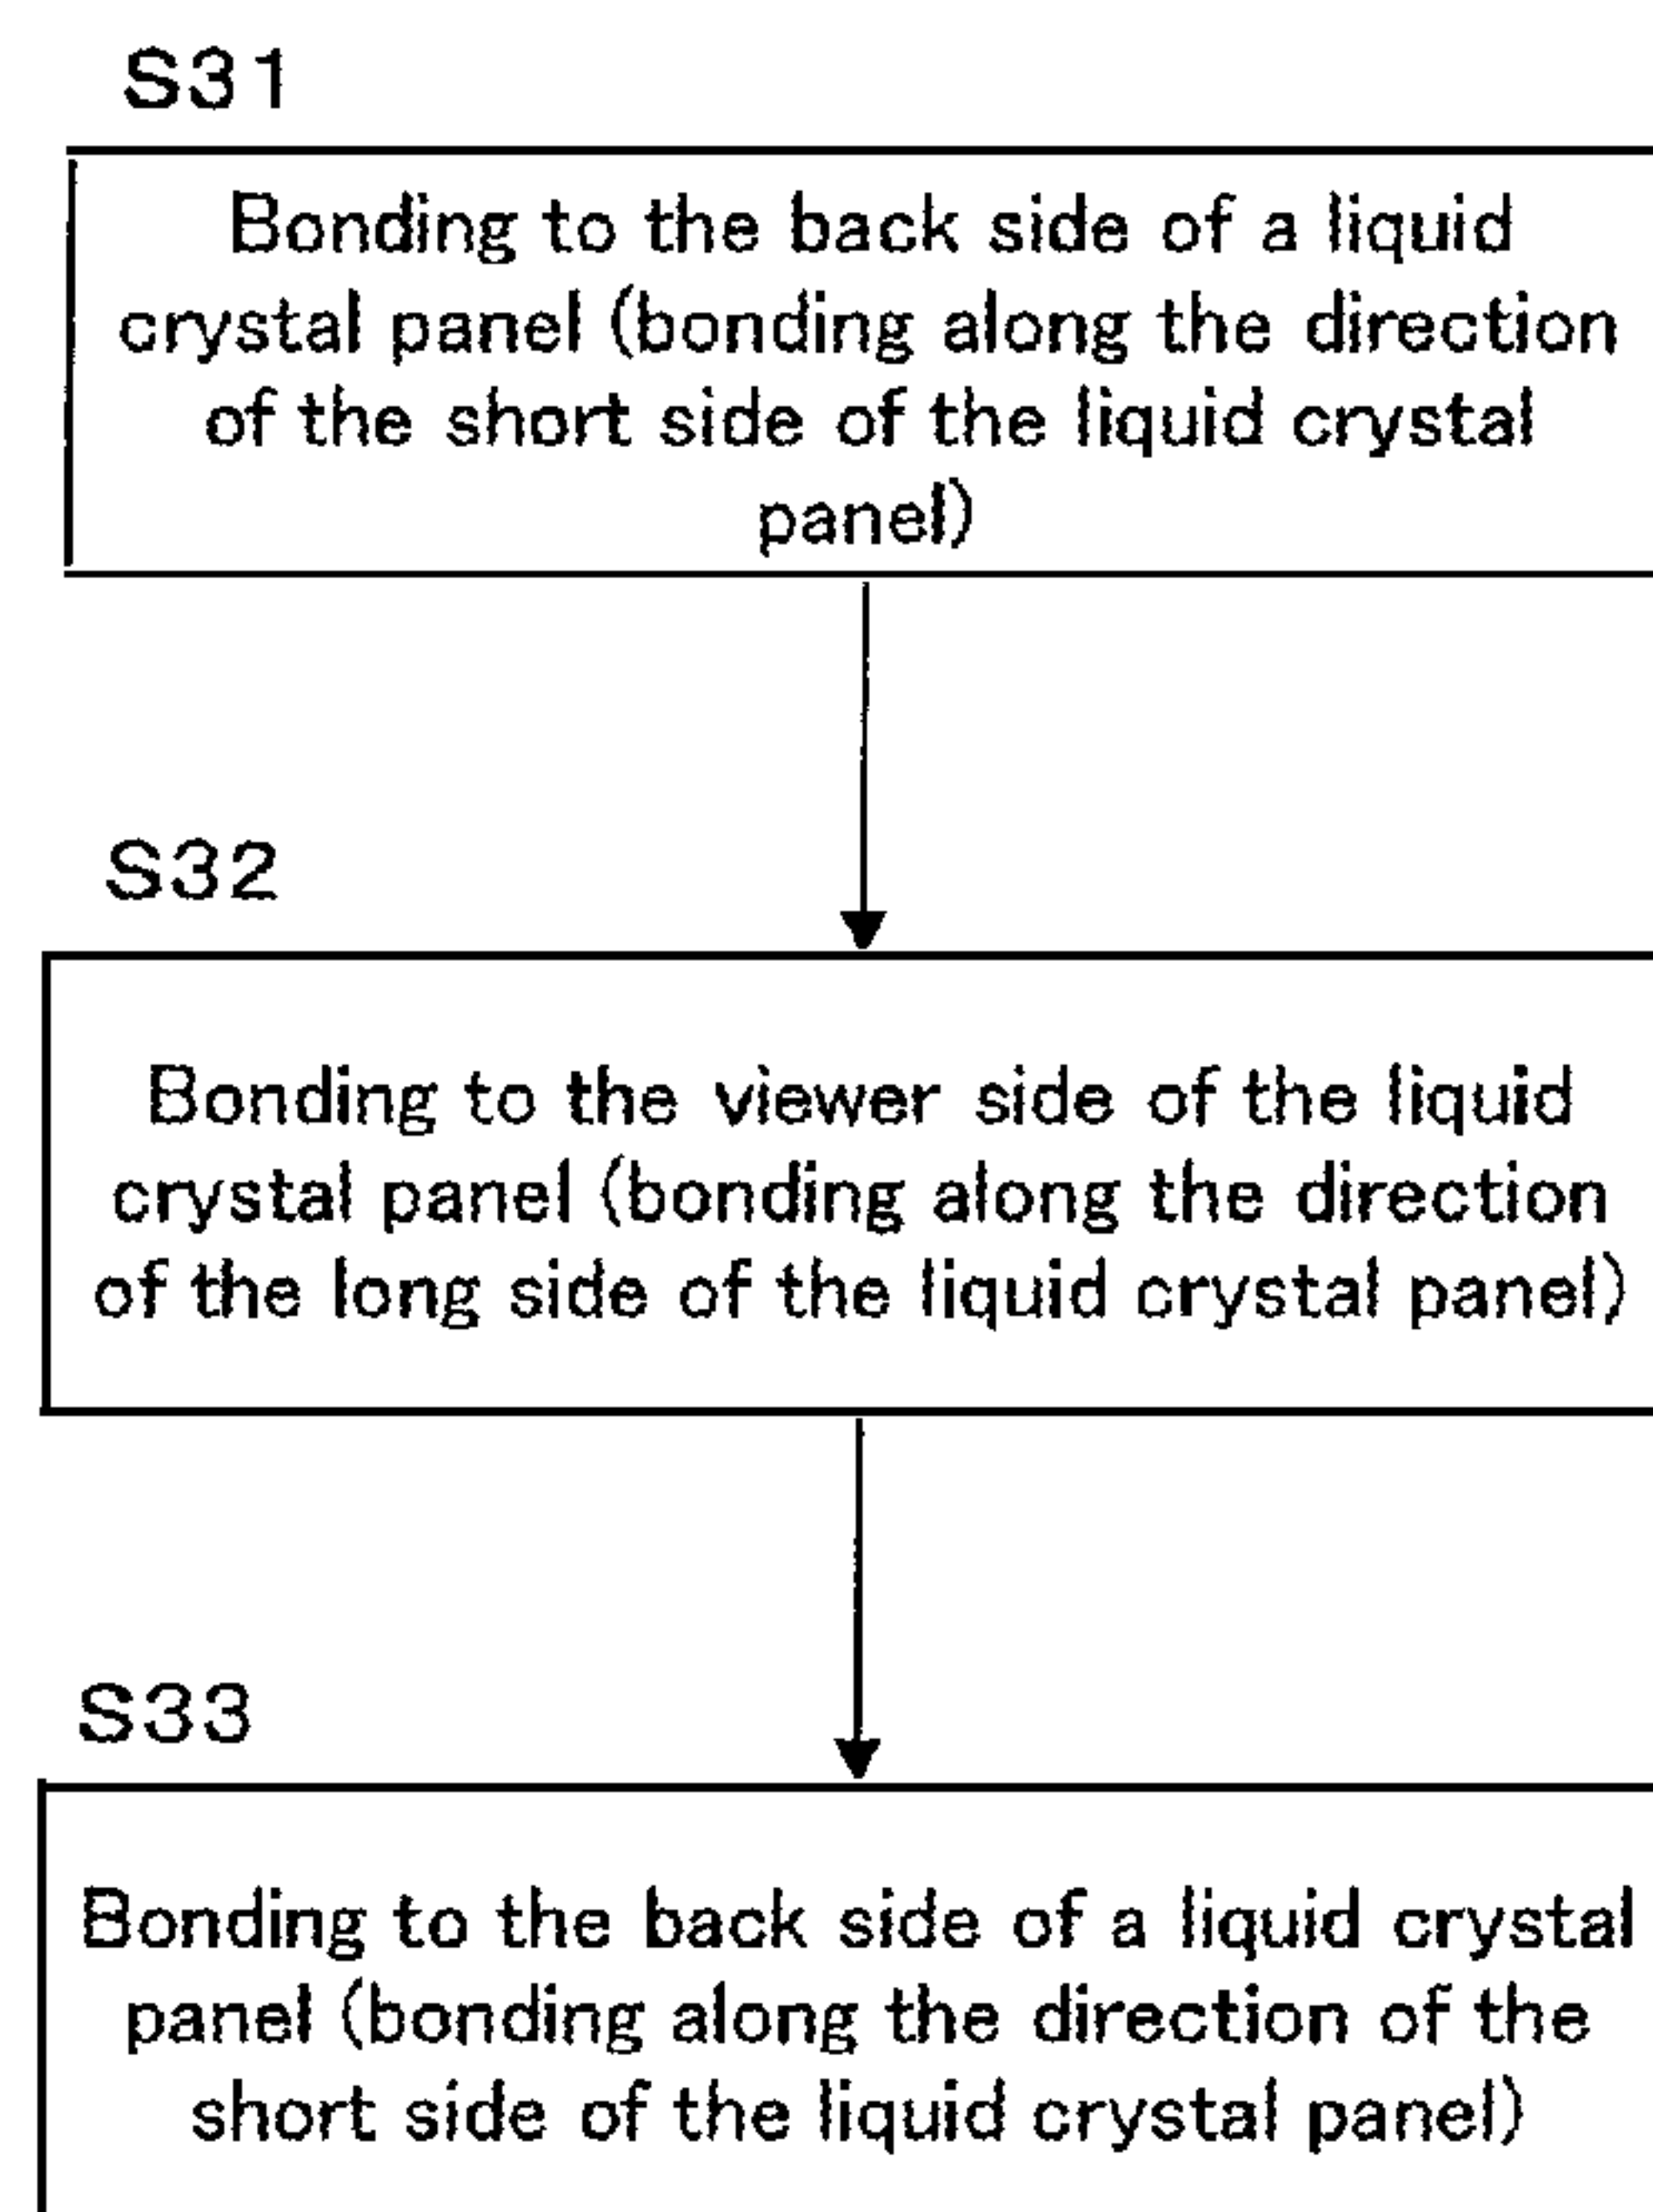 S31
Bonding to the back side of a liquid
crystal panel (bonding along the direction
of the short side of the liquid crystal
panel)
S32
Bonding to the viewer side of the liquid
crystal panel (bonding along the direction
of the long side of the liquid crystal panel)
S33
Bonding to the back side of a liquid crystal
panel (bonding along the direction of the
short side of the liquid crystal panel)